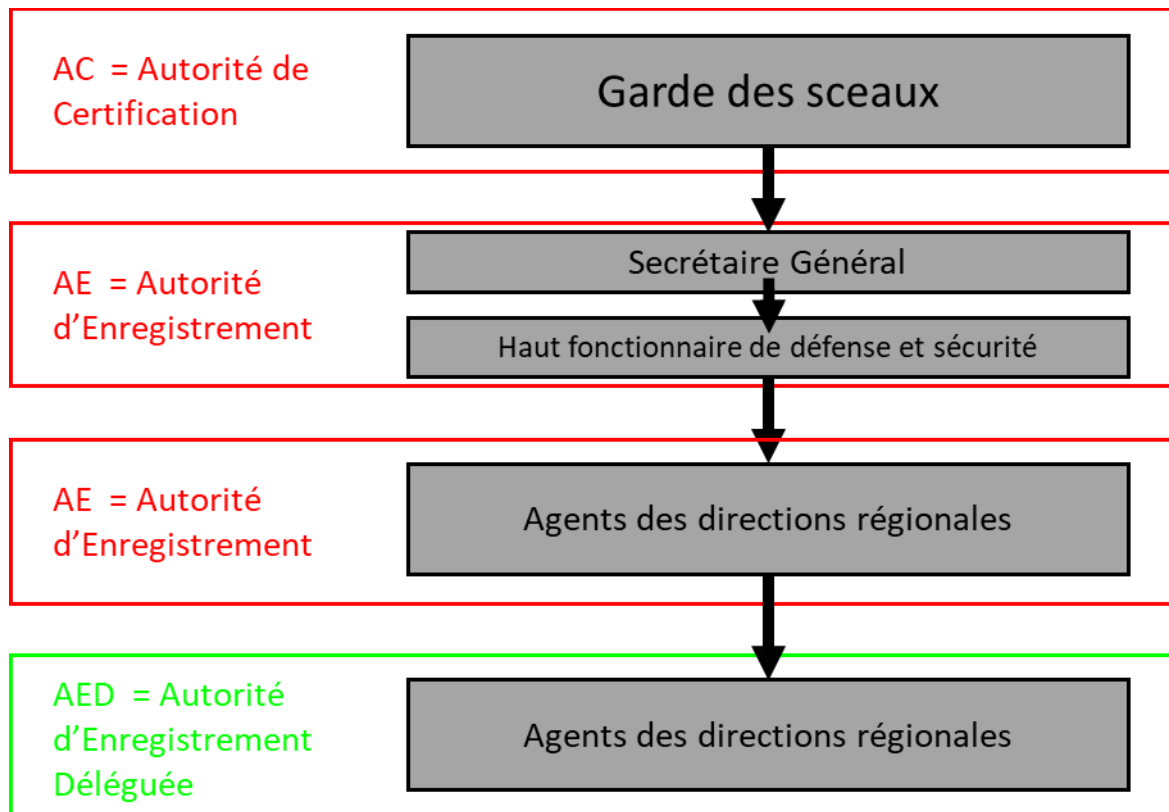 AC = Autorité de
Certification
Garde des sceaux
AE = Autorité
d’Enregistrement
Secrétaire Général
Haut fonctionnaire de défense et sécurité
AE = Autorité
d’Enregistrement
Agents des directions régionales
AED = Autorité
d’Enregistrement
Déléguée
Agents des directions régionales